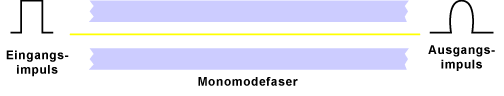 Eingangs-
impuls
Monomodefaser
Ausgangs-
impuls